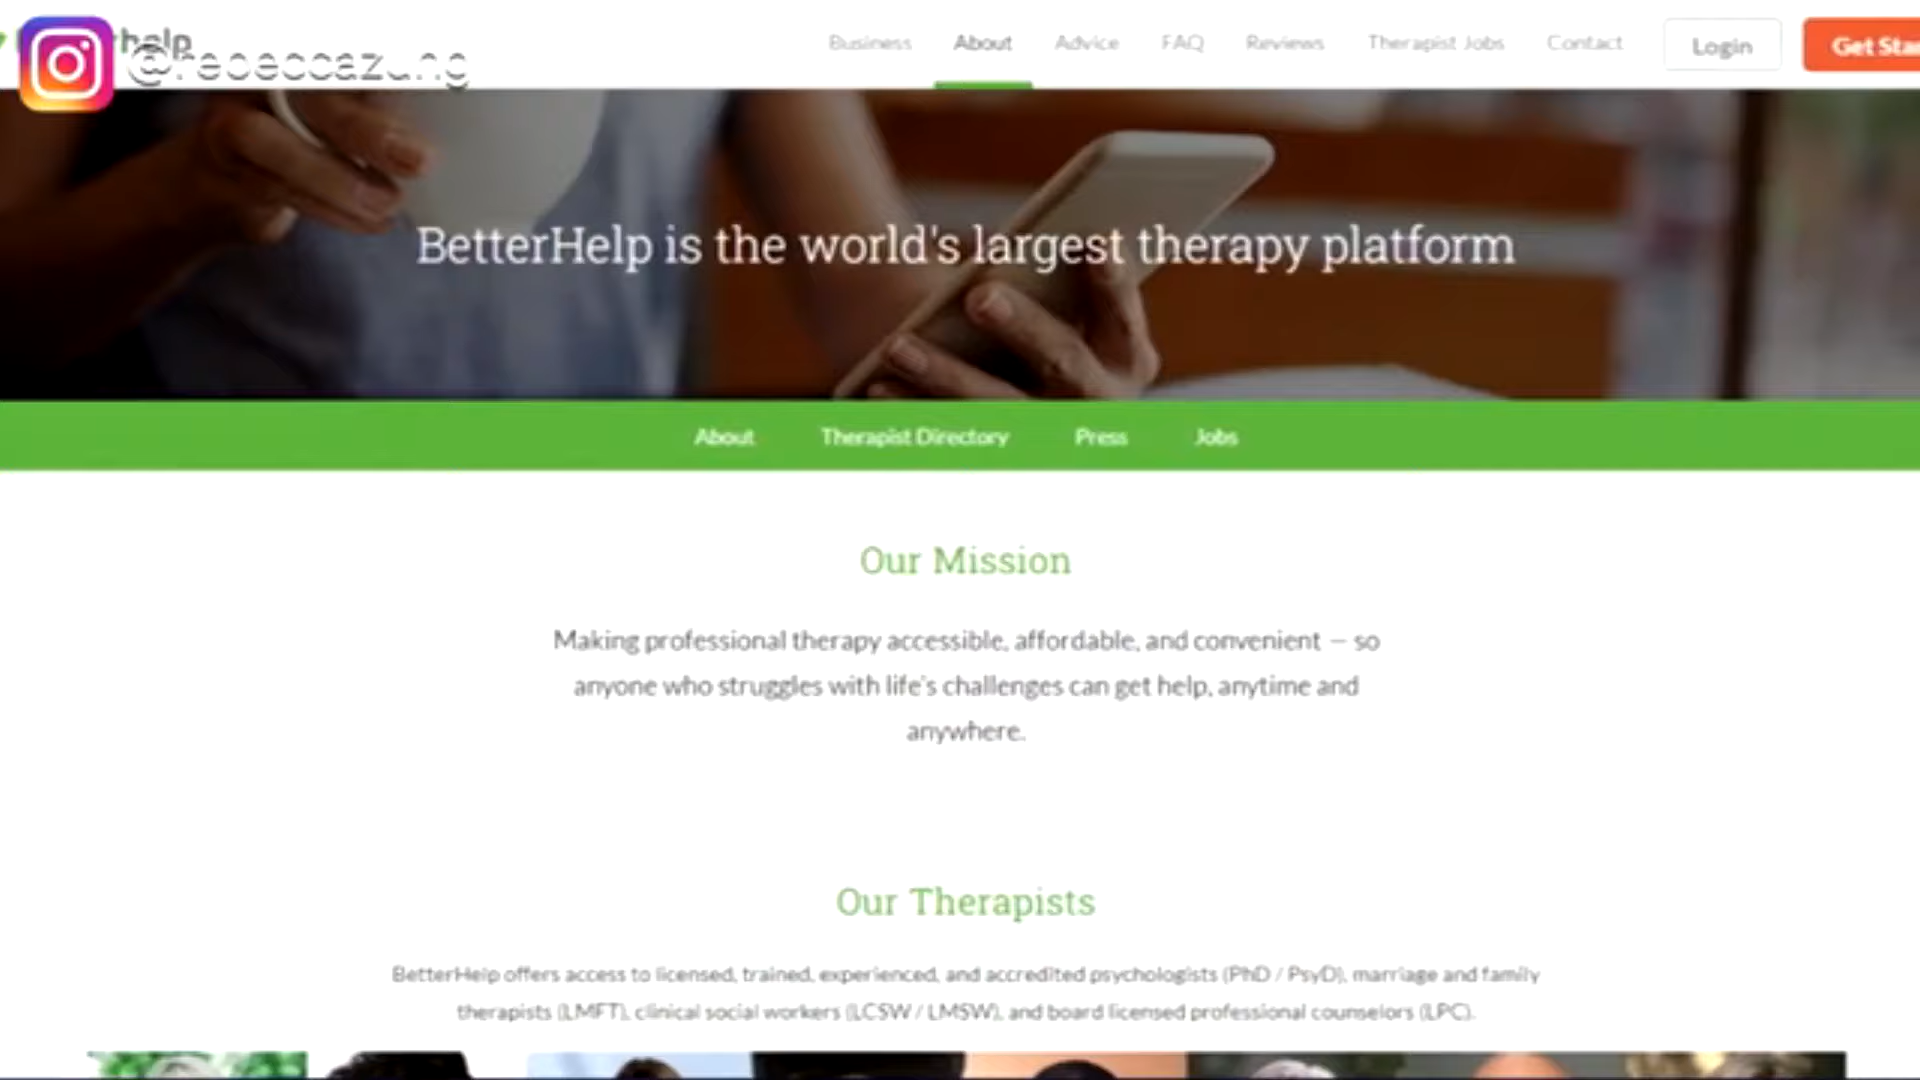 @rebeccazung
Business About Advice FAQ Reviews Therapist Jobs Contact Login Get
BetterHelp is the world's largest therapy platform
About Therapist Directory Press Jobs
Our Mission
Making professional therapy accessible, affordable, and convenient — so
anyone who struggles with life's challenges can get help, anytime and
anywhere.
Our Therapists
BetterHelp offers access to licensed, trained, experienced, and accredited psychologists (PhD / PsyD), marriage and family
therapists (LMFT), clinical social workers (LCSW / LMSW), and board licensed professional counselors (LPC).